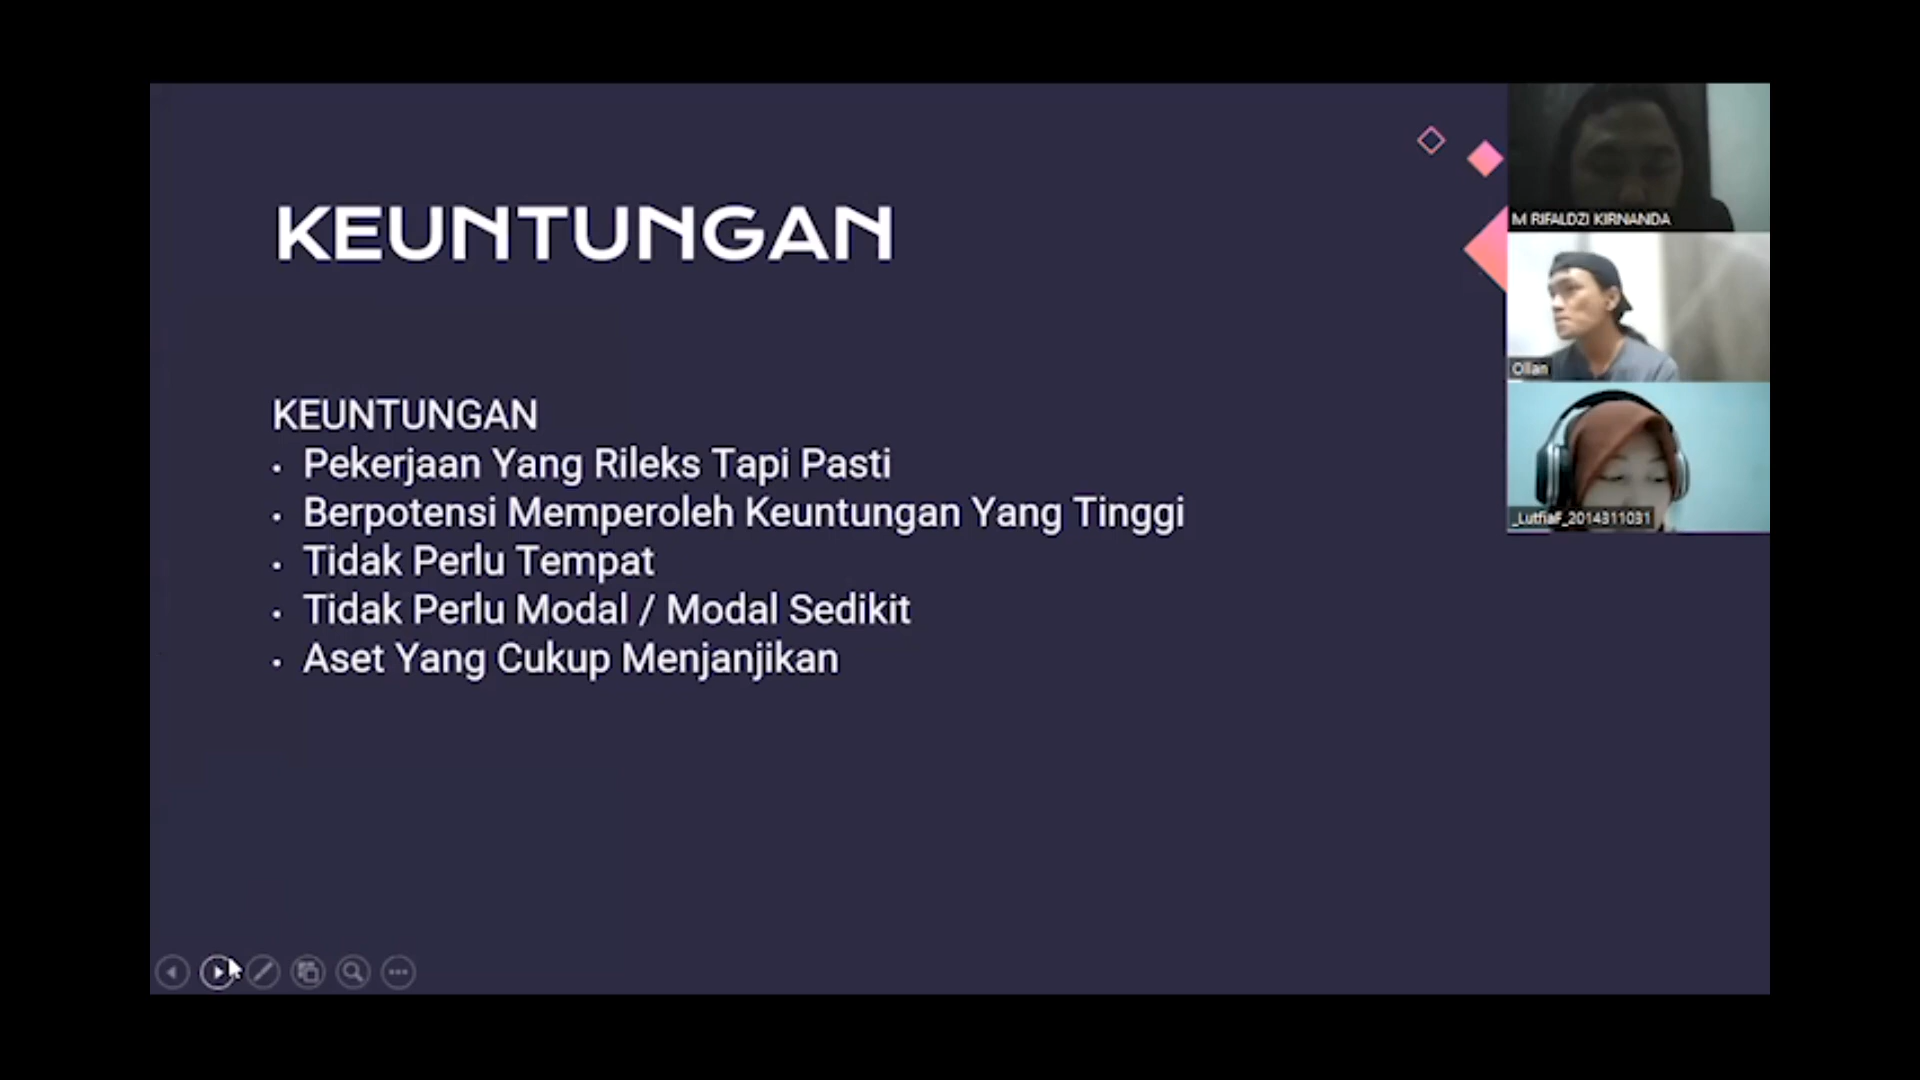 KEUNTUNGAN
KEUNTUNGAN
• Pekerjaan Yang Rileks Tapi Pasti
• Berpotensi Memperoleh Keuntungan Yang Tinggi
• Tidak Perlu Tempat
• Tidak Perlu Modal / Modal Sedikit
• Aset Yang Cukup Menjanjikan
M RIFALDZI KIRNANDA
Ollan
_LutfiaF_2014311031